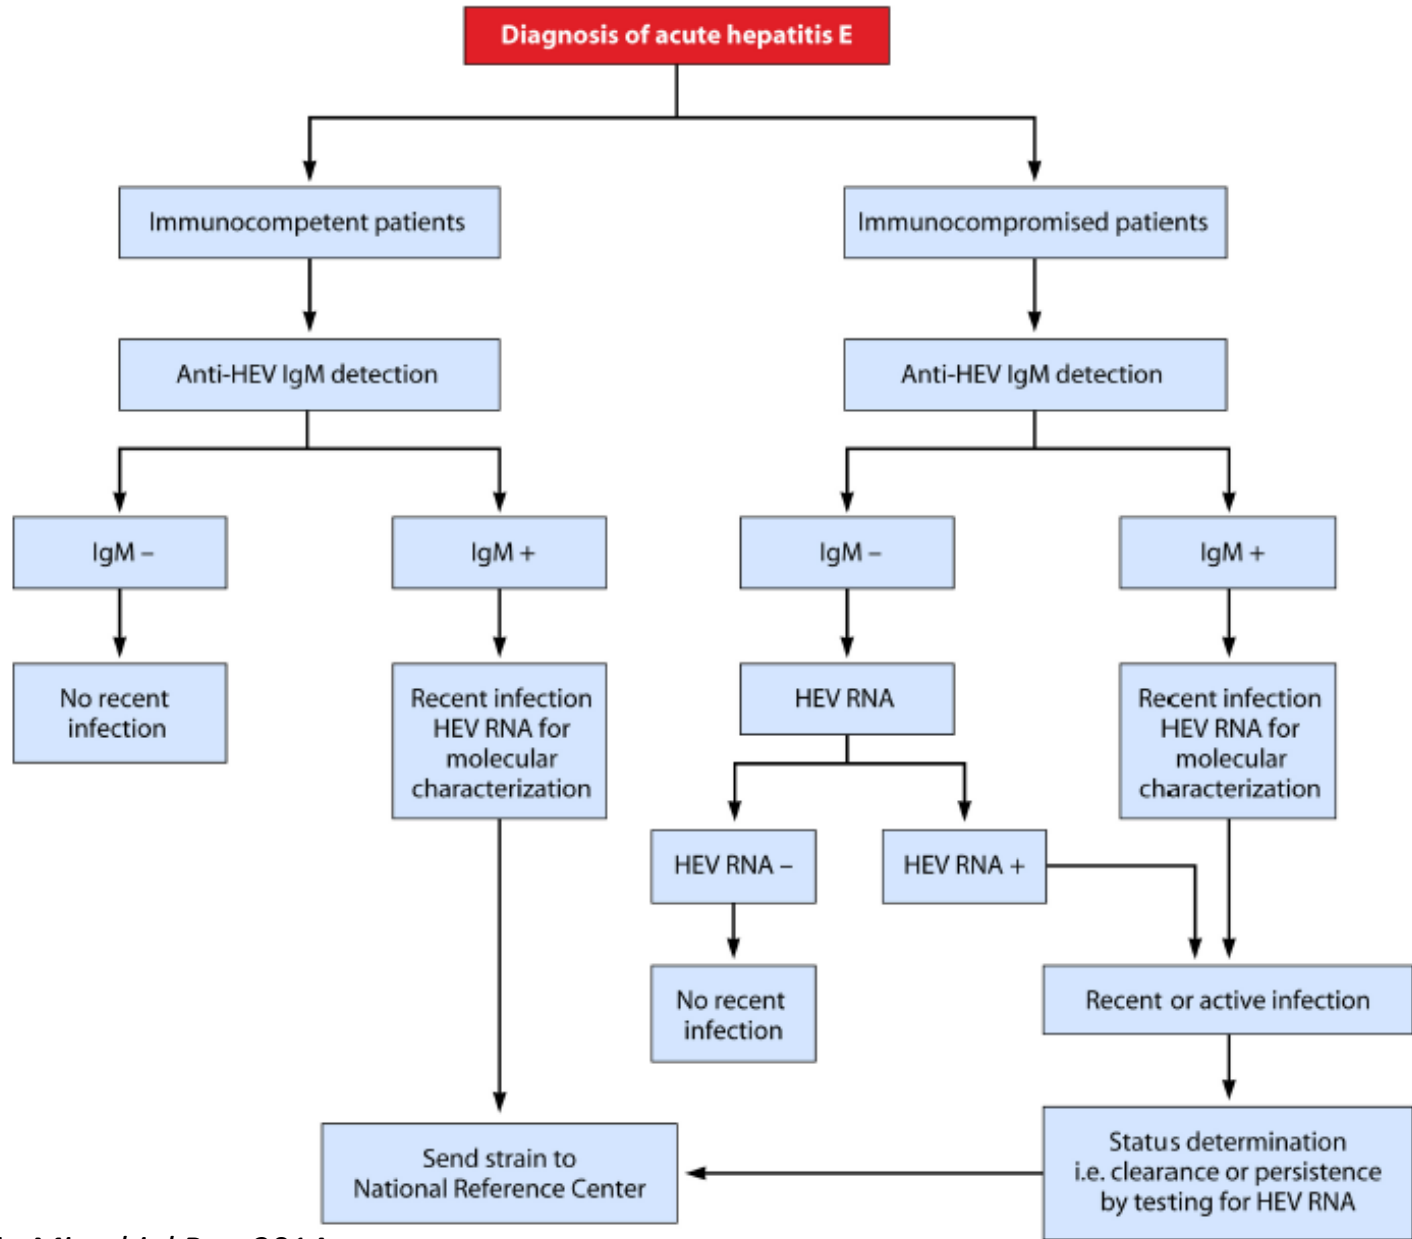 Diagnosis of acute hepatitis E
Immunocompetent patients
Immunocompromised patients
Anti-HEV IgM detection
Anti-HEV IgM detection
IgM –
IgM +
IgM –
IgM +
No recent
infection
Recent infection
HEV RNA for
molecular
characterization
HEV RNA
Recent infection
HEV RNA for
molecular
characterization
HEV RNA –
HEV RNA +
No recent
infection
Recent or active infection
Send strain to
National Reference Center
Status determination
i.e. clearance or persistence
by testing for HEV RNA